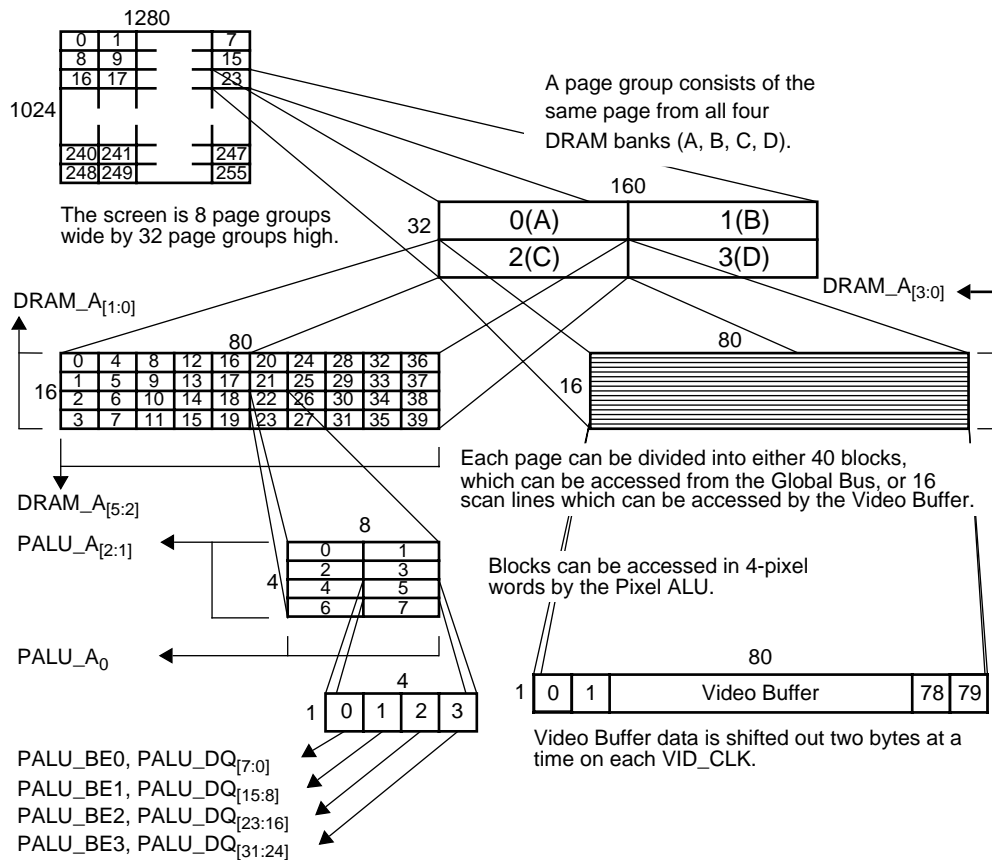 1280
0 1 7
8 9 15
16 17 23
1024
240 241 247
248 249 255
The screen is 8 page groups
wide by 32 page groups high.
A page group consists of the
same page from all four
DRAM banks (A, B, C, D).
160
32
0(A) 1(B)
2(C) 3(D)
DRAM_A[1:0]
DRAM_A[3:0]
80
0 4 8 12 16 20 24 28 32 36
1 5 9 13 17 21 25 29 33 37
16
2 6 10 14 18 22 26 30 34 38
3 7 11 15 19 23 27 31 35 39
80
16
DRAM_A[5:2]
Each page can be divided into either 40 blocks,
which can be accessed from the Global Bus, or 16
scan lines which can be accessed by the Video Buffer.
PALU_A[2:1]
8
0 1
2 3
4
4 5
6 7
Blocks can be accessed in 4-pixel
words by the Pixel ALU.
PALU_A0
4
1 0 1 2 3
80
1 0 1 Video Buffer 78 79
Video Buffer data is shifted out two bytes at a
time on each VID_CLK.
PALU_BE0, PALU_DQ[7:0]
PALU_BE1, PALU_DQ[15:8]
PALU_BE2, PALU_DQ[23:16]
PALU_BE3, PALU_DQ[31:24]